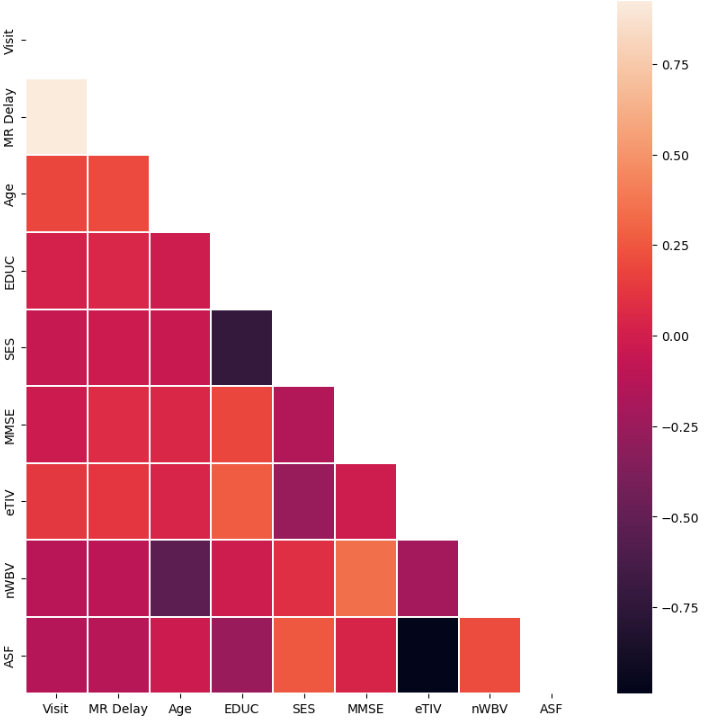 Visit
MR Delay
Age
EDUC
SES
MMSE
eTIV
nWBV
ASF
Visit MR Delay Age EDUC SES MMSE eTIV nWBV ASF
0.75
0.50
0.25
0.00
−0.25
−0.50
−0.75